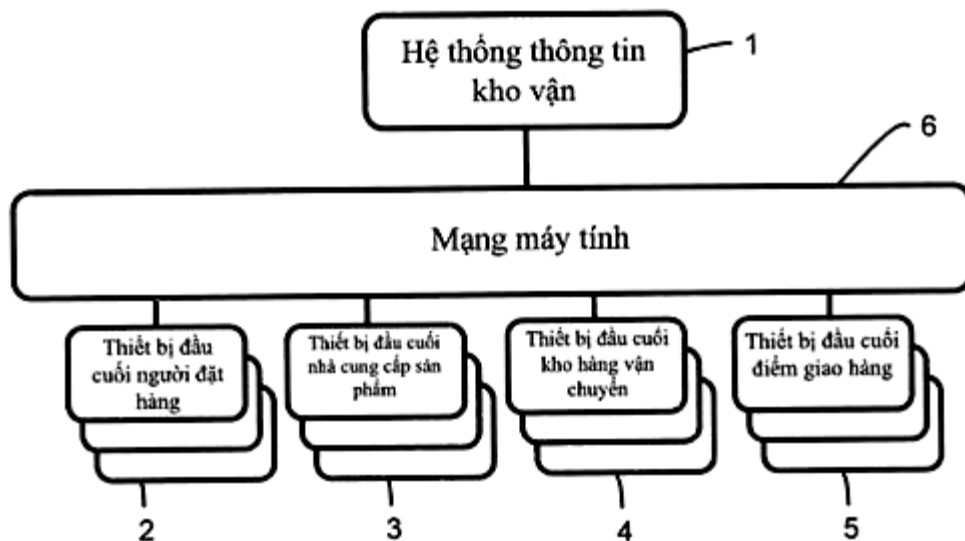 Hệ thống thông tin
kho vận
1
6
Mạng máy tính
Thiết bị đầu
cuối người đặt
hàng
Thiết bị đầu cuối
nhà cung cấp sản
phẩm
Thiết bị đầu cuối
kho hàng vận
chuyển
Thiết bị đầu cuối
điểm giao hàng
2
3
4
5